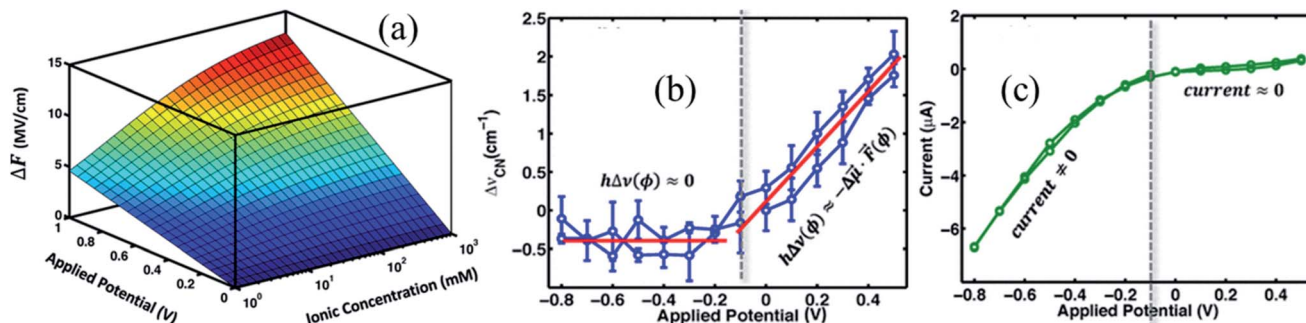 (a)
15
10
5
0
ΔF (MV/cm)
1
0.8
0.6
0.4
0.2
0
Applied Potential (V)
10⁰
10¹
10²
10³
Ionic Concentration (mM)
(b)
2.5
2
1.5
1
0.5
0
−0.5
Δν_CN(cm⁻¹)
hΔν(ϕ) ≈ 0
hΔν(ϕ) ≈ −Δμ⃗ · F⃗(ϕ)
−0.8 −0.6 −0.4 −0.2 0 0.2 0.4
Applied Potential (V)
(c)
2
0
−2
−4
−6
Current (μA)
current ≈ 0
current ≠ 0
−0.8 −0.6 −0.4 −0.2 0 0.2 0.4
Applied Potential (V)